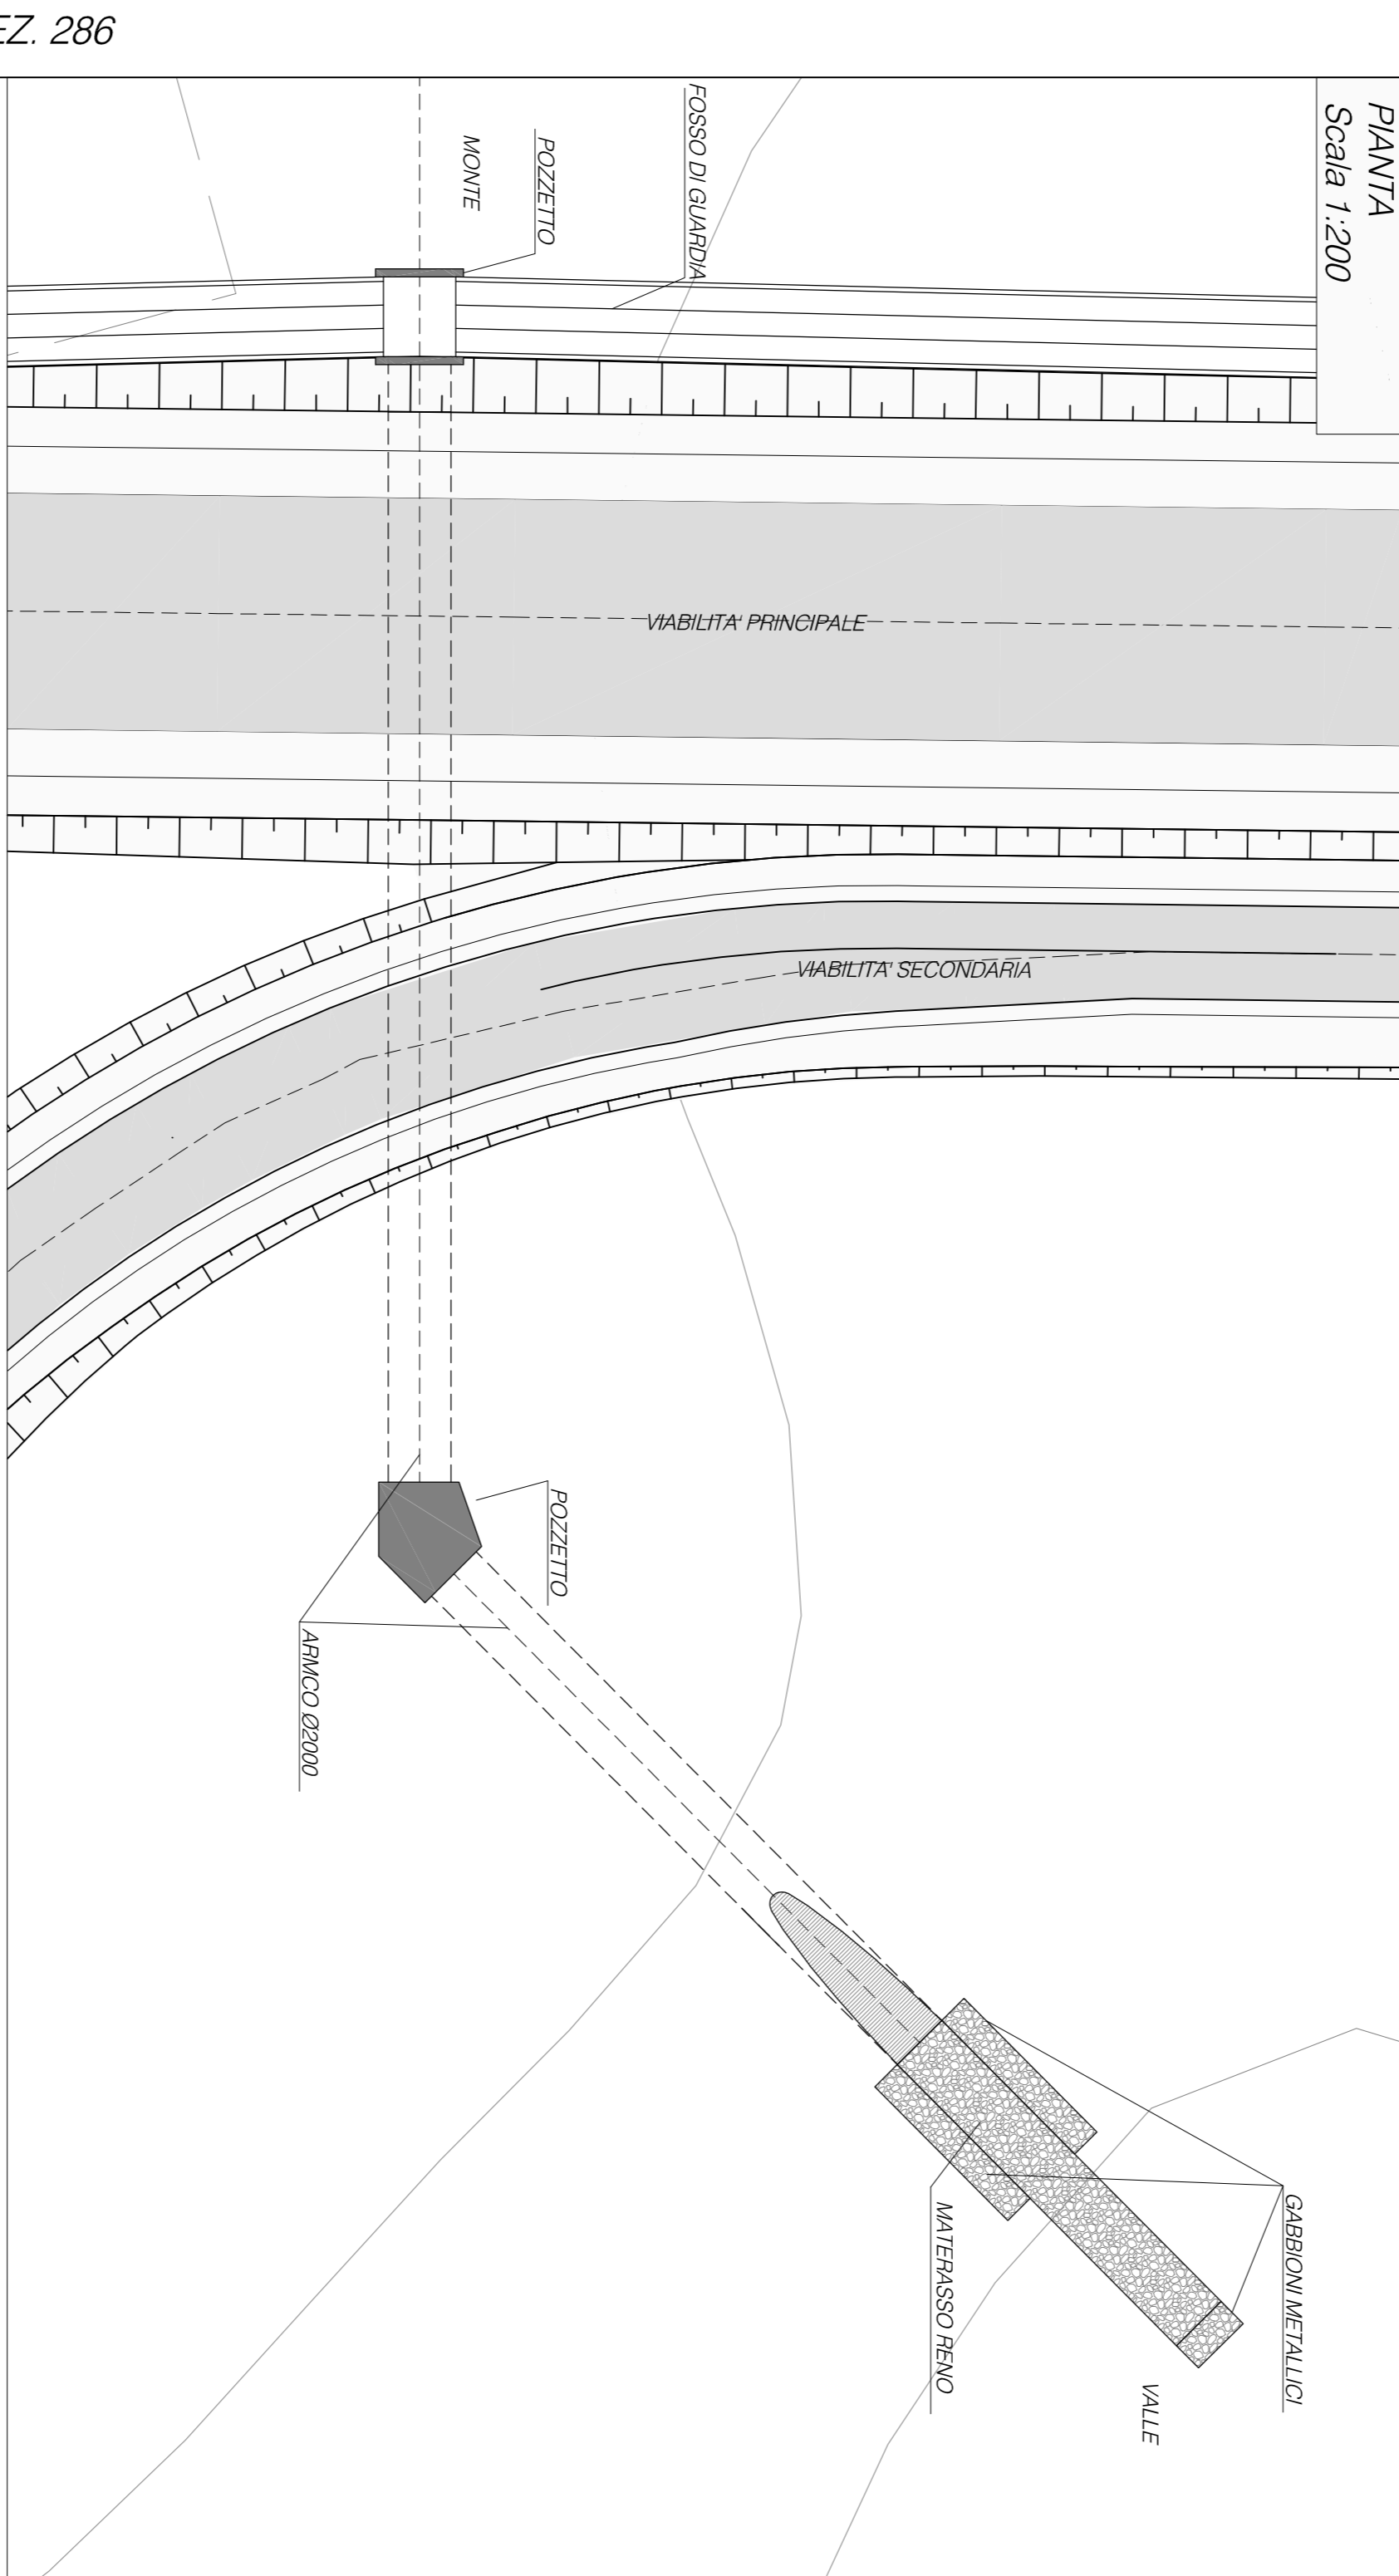 EZ. 286
PIANTA
Scala 1:200
FOSSO DI GUARDIA
POZZETTO
MONTE
VIABILITA' PRINCIPALE
VIABILITA' SECONDARIA
POZZETTO
ARMCO Ø2000
GABBIONI METALLICI
MATERASSO RENO
VALLE